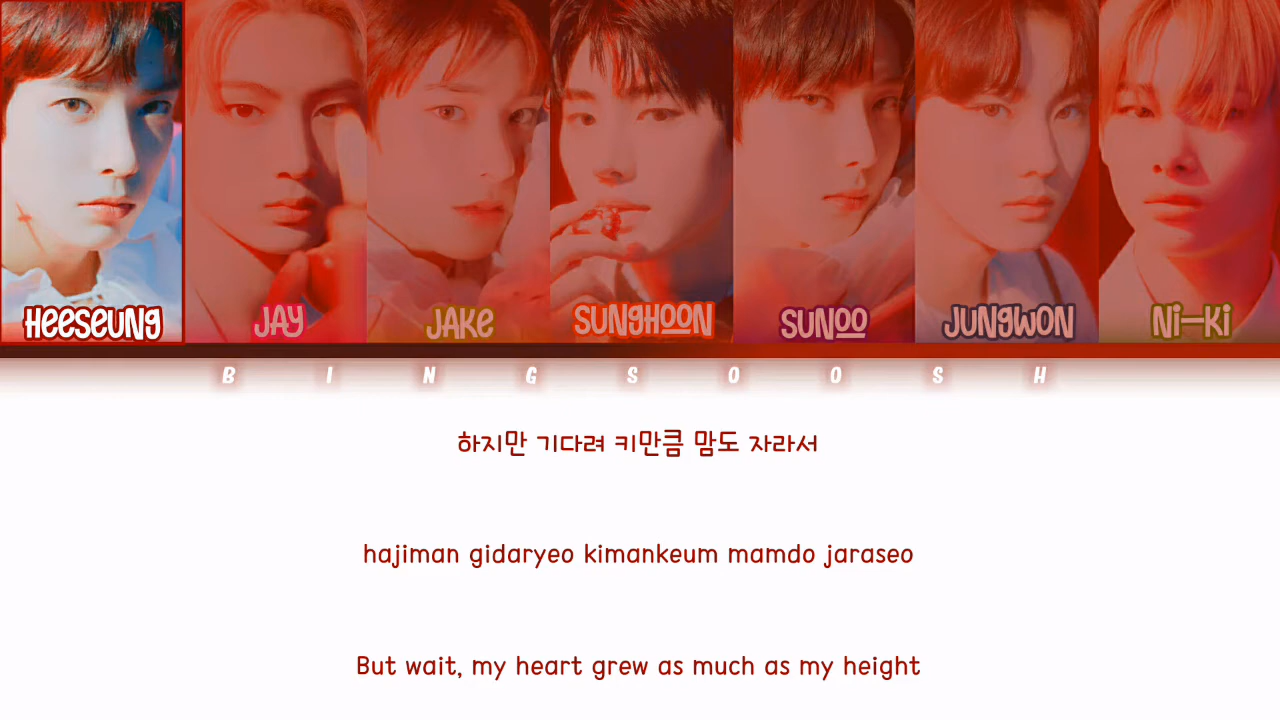 HEESEUNG JAY JAKE SUNGHOON SUNOO JUNGWON Ni-Ki
B I N G S O O S H
하지만 기다려 키만큼 맘도 자라서
hajiman gidaryeo kimankeum mamdo jaraseo
But wait, my heart grew as much as my height